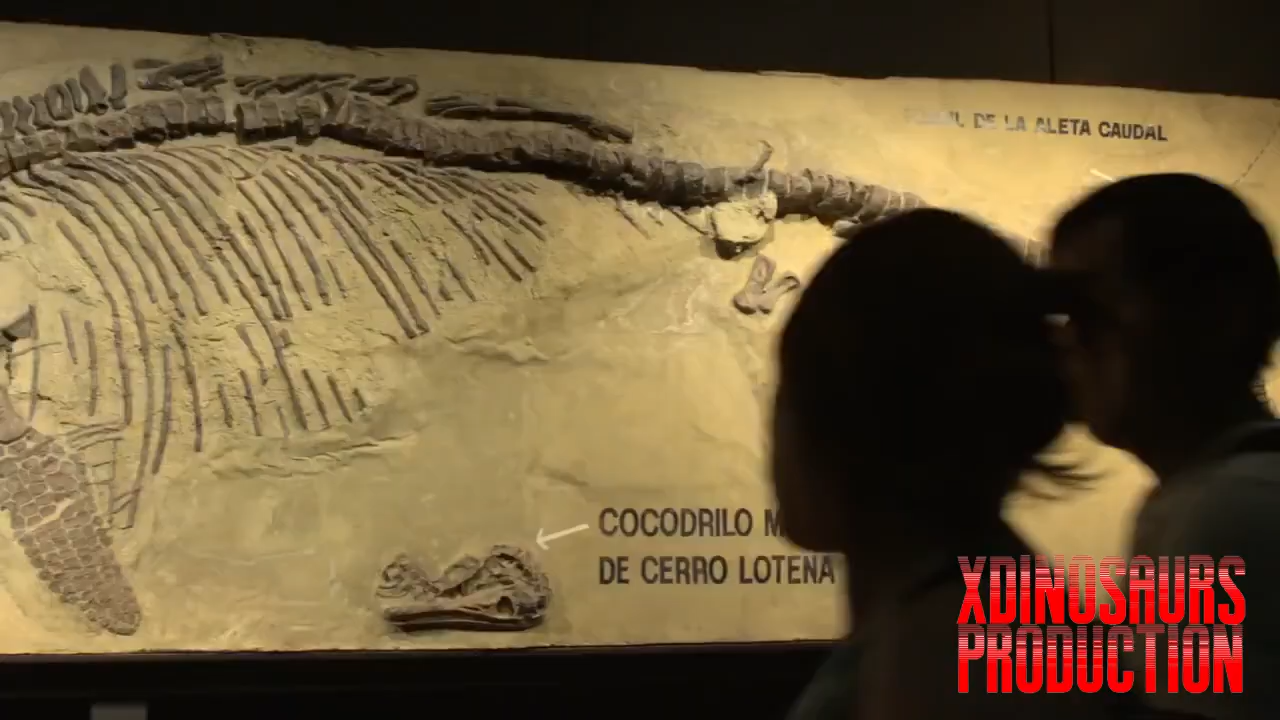 DE LA ALETA CAUDAL
COCODRILO M
DE CERRO LOTENA
XDINOSAURS
PRODUCTION